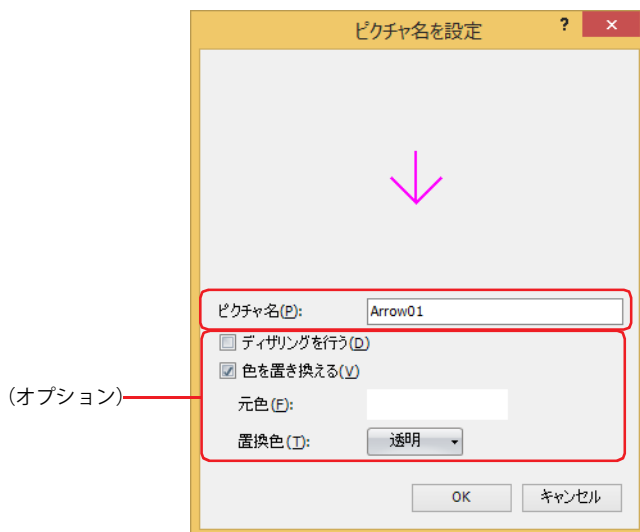 ピクチャ名を設定
? ×
ピクチャ名(P): Arrow01
ディザリングを行う(D)
色を置き換える(V)
(オプション)
元色(F):
置換色(T): 透明
OK キャンセル